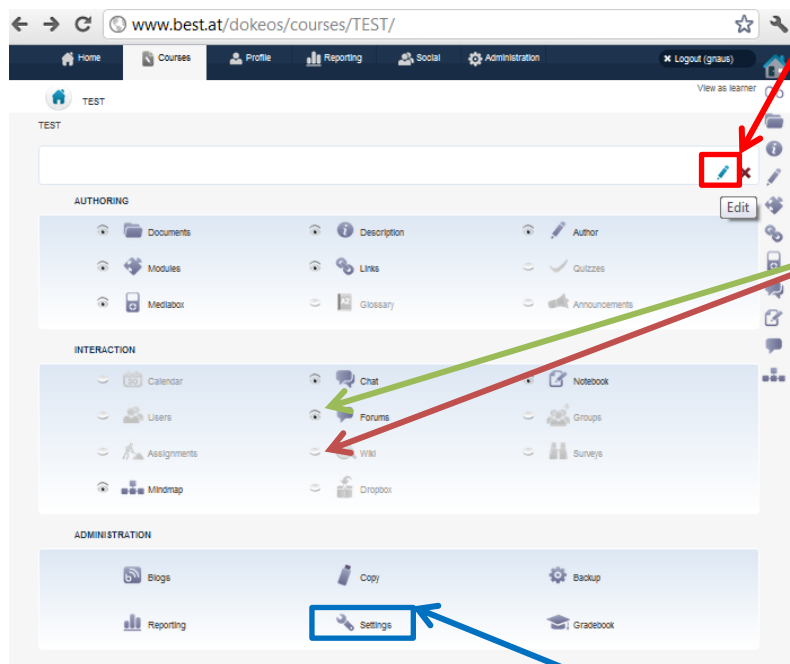 www.best.at/dokeos/courses/TEST/
Home Courses Profile Reporting Social Administration Logout (gnaus)
View as learner
TEST
TEST
Edit
AUTHORING
Documents Description Author
Modules Links Quizzes
Mediabox Glossary Announcements
INTERACTION
Calendar Chat Notebook
Users Forums Groups
Assignments Wiki Surveys
Mindmap Dropbox
ADMINISTRATION
Blogs Copy Backup
Reporting Settings Gradebook